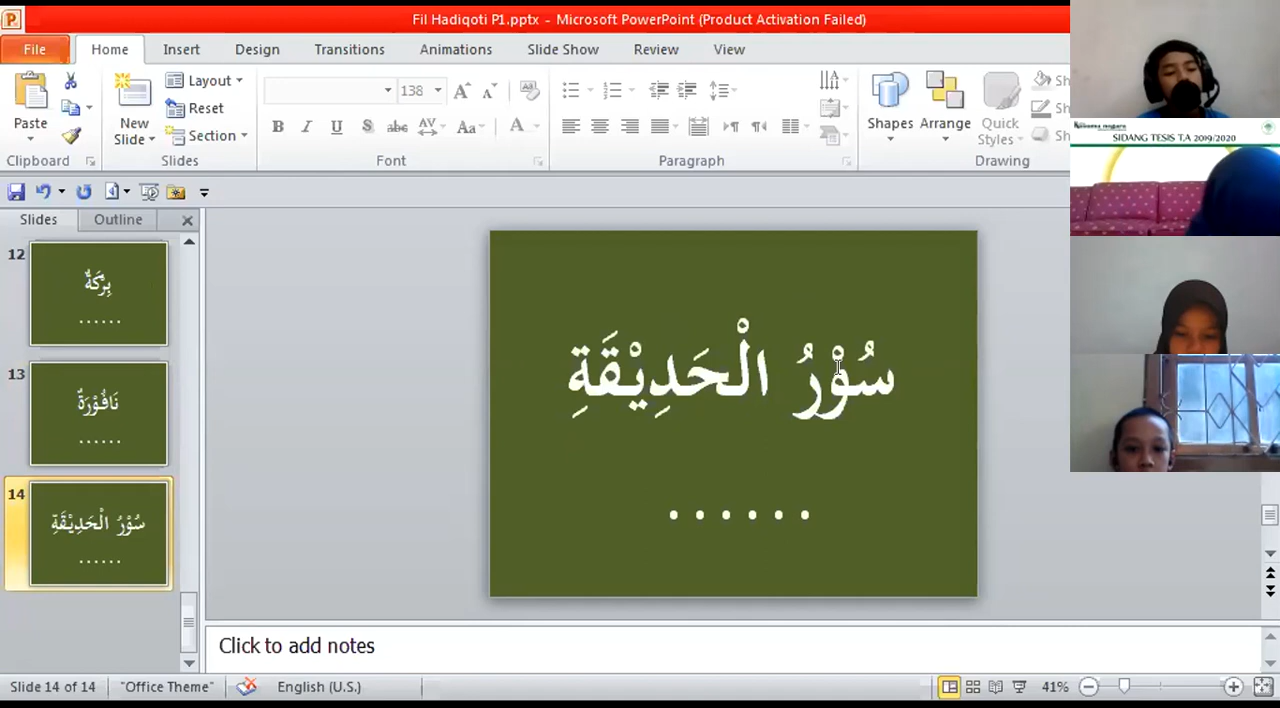 Fil Hadiqoti P1.pptx - Microsoft PowerPoint (Product Activation Failed)
File Home Insert Design Transitions Animations Slide Show Review View
Paste
Clipboard
New Slide
Layout
Reset
Section
Slides
138
Font
Paragraph
Shapes
Arrange
Quick Styles
Drawing
SIDANG TESIS T.A 2019/2020
Slides Outline
12
بِرْكَةٌ
......
13
نَافُوْرَةٌ
......
14
سُوْرُ الْحَدِيْقَةِ
......
سُوْرُ الْحَدِيْقَةِ
......
Click to add notes
Slide 14 of 14 "Office Theme" English (U.S.) 41%